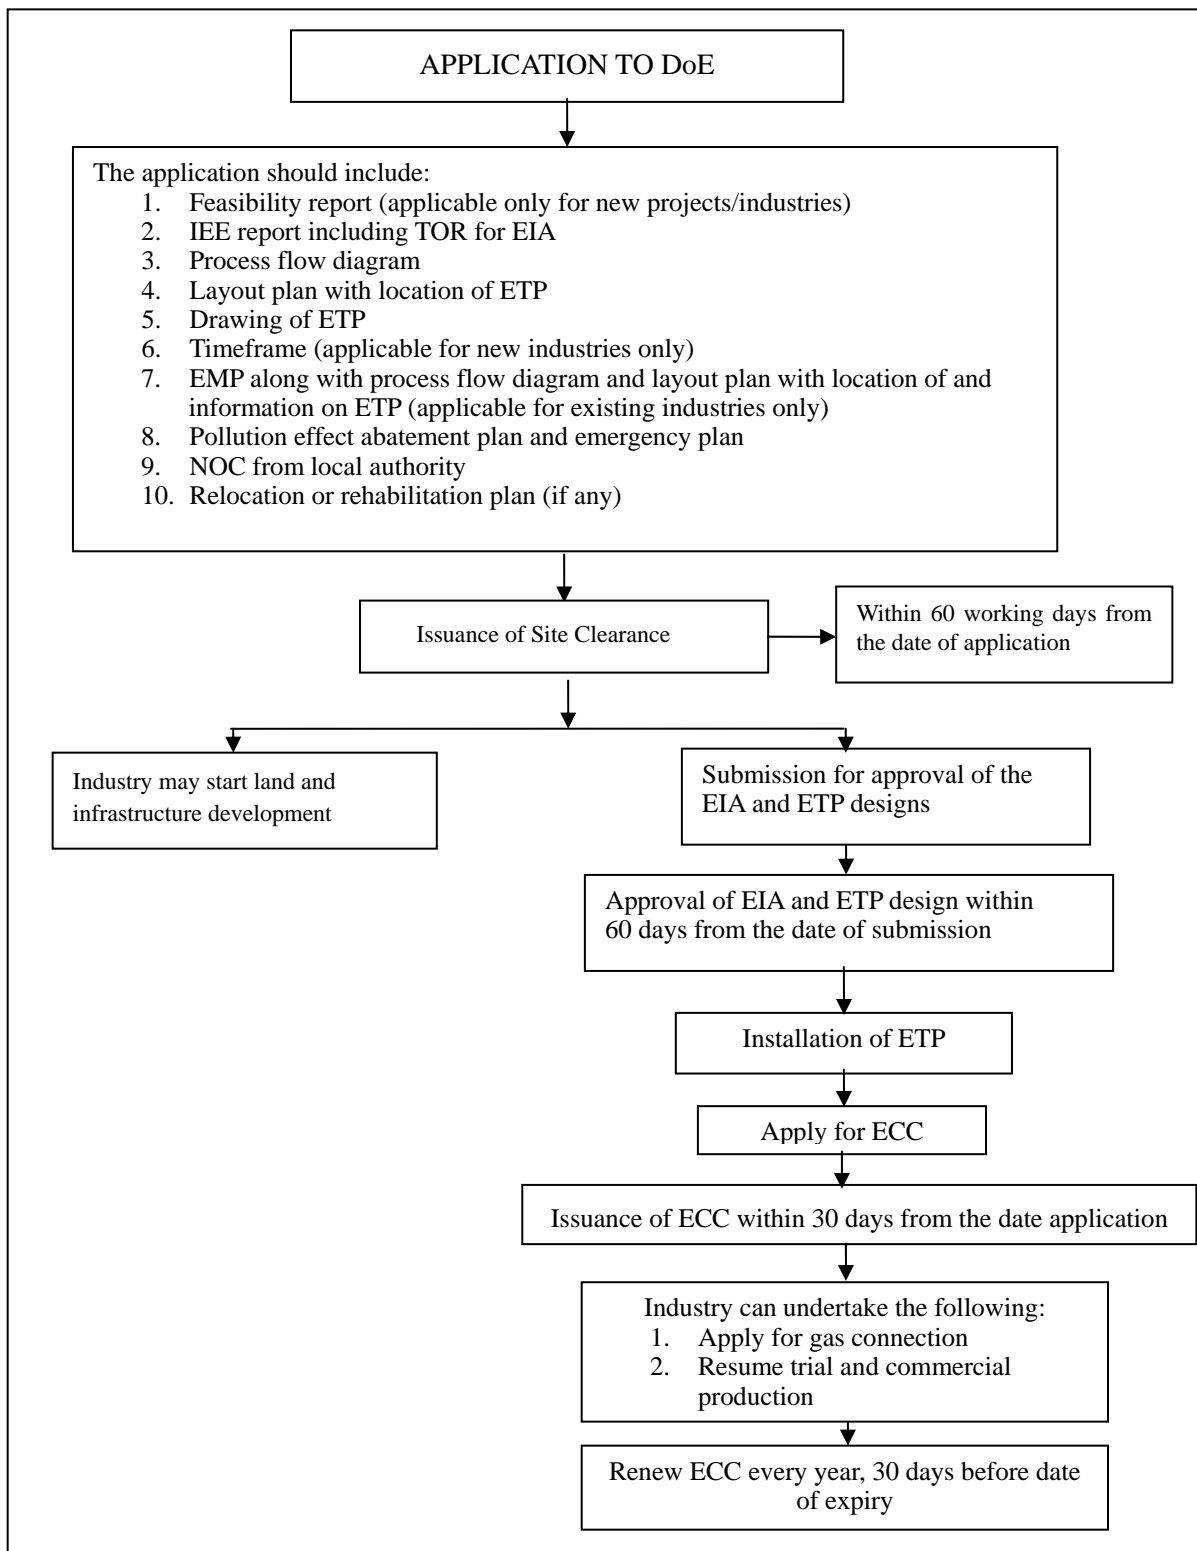 APPLICATION TO DoE
The application should include:
1. Feasibility report (applicable only for new projects/industries)
2. IEE report including TOR for EIA
3. Process flow diagram
4. Layout plan with location of ETP
5. Drawing of ETP
6. Timeframe (applicable for new industries only)
7. EMP along with process flow diagram and layout plan with location of and
information on ETP (applicable for existing industries only)
8. Pollution effect abatement plan and emergency plan
9. NOC from local authority
10. Relocation or rehabilitation plan (if any)
Issuance of Site Clearance
Within 60 working days from
the date of application
Industry may start land and
infrastructure development
Submission for approval of the
EIA and ETP designs
Approval of EIA and ETP design within
60 days from the date of submission
Installation of ETP
Apply for ECC
Issuance of ECC within 30 days from the date application
Industry can undertake the following:
1. Apply for gas connection
2. Resume trial and commercial
production
Renew ECC every year, 30 days before date
of expiry